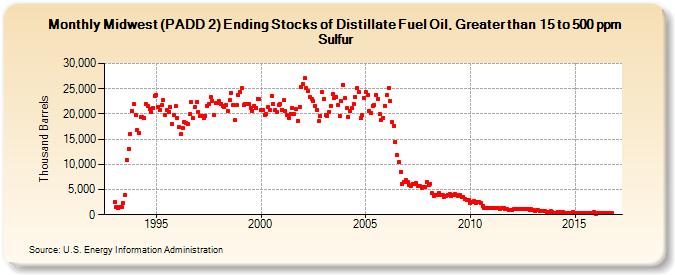 Monthly Midwest (PADD 2) Ending Stocks of Distillate Fuel Oil, Greater than 15 to 500 ppm
Sulfur
Thousand Barrels
30,000
25,000
20,000
15,000
10,000
5,000
0
1995 2000 2005 2010 2015
Source: U.S. Energy Information Administration